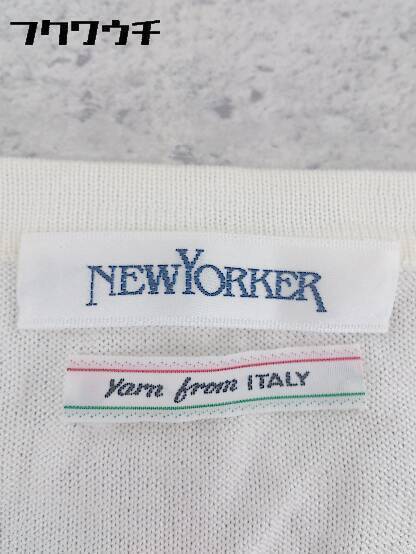 フクワウチ
NEWYORKER
Yarn from ITALY